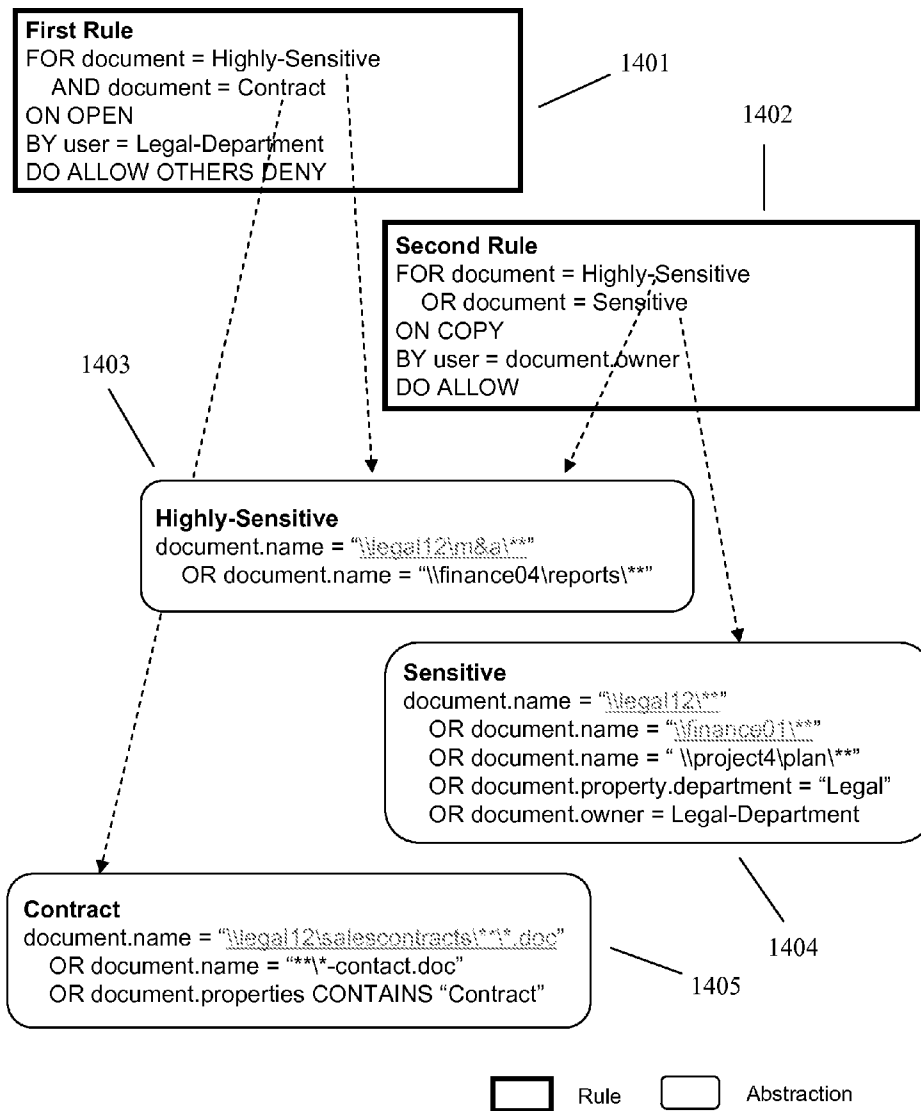 First Rule
FOR document = Highly-Sensitive
AND document = Contract
ON OPEN
BY user = Legal-Department
DO ALLOW OTHERS DENY
1401
1402
Second Rule
FOR document = Highly-Sensitive
OR document = Sensitive
ON COPY
BY user = document.owner
DO ALLOW
1403
Highly-Sensitive
document.name = “\\legal12\m&a\**”
OR document.name = “\\finance04\reports\**”
Sensitive
document.name = “\\legal12\**”
OR document.name = “\\finance01\**”
OR document.name = “ \\project4\plan\**”
OR document.property.department = “Legal”
OR document.owner = Legal-Department
1404
Contract
document.name = “\\legal12\salescontracts\**\*.doc”
OR document.name = “**\*-contact.doc”
OR document.properties CONTAINS “Contract”
1405
Rule
Abstraction